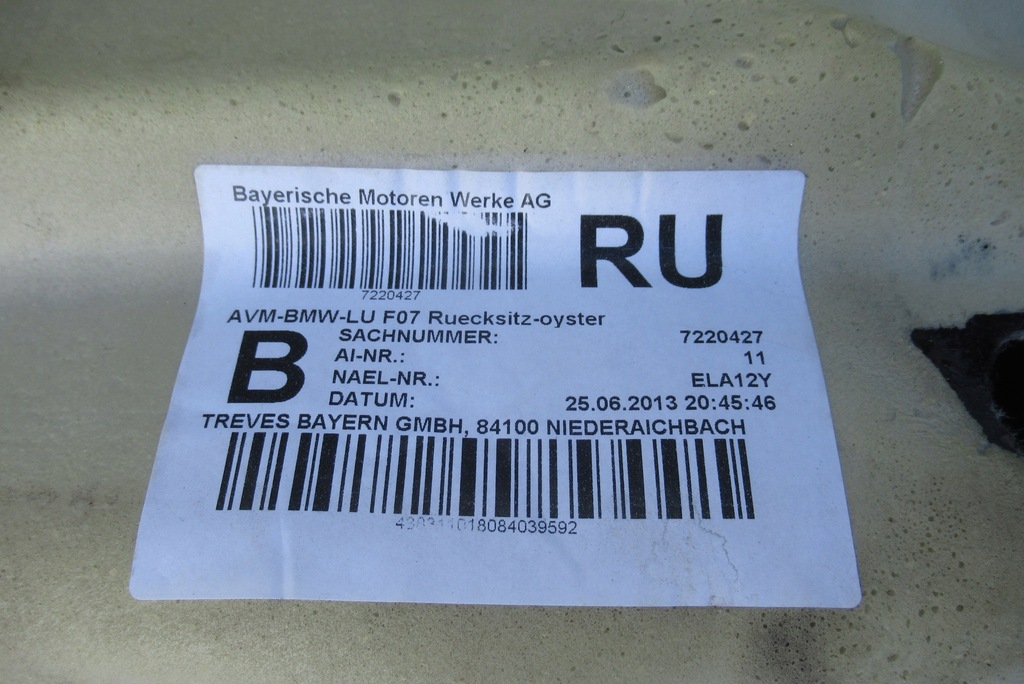 Bayerische Motoren Werke AG
RU
7220427
AVM-BMW-LU F07 Ruecksitz-oyster
B
SACHNUMMER: 7220427
AI-NR.: 11
NAEL-NR.: ELA12Y
DATUM: 25.06.2013 20:45:46
TREVES BAYERN GMBH, 84100 NIEDERAICHBACH